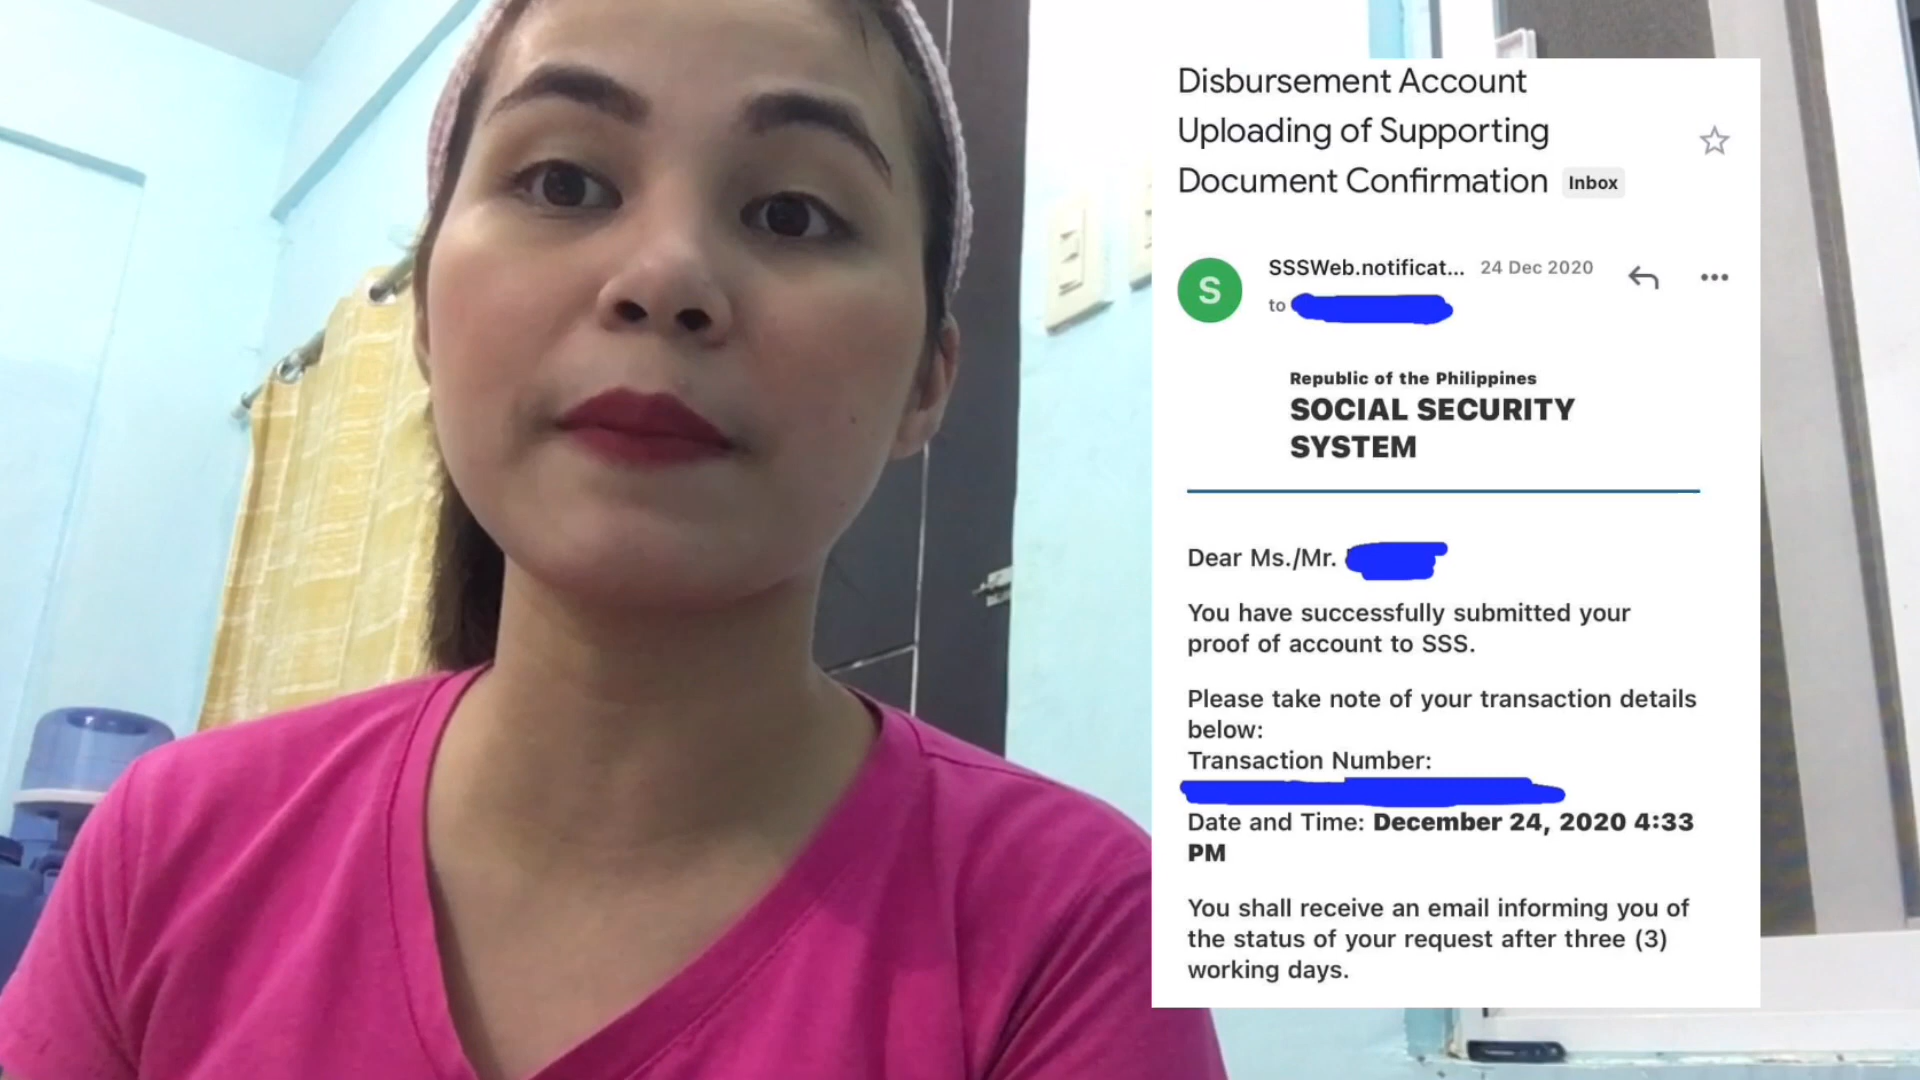 Disbursement Account
Uploading of Supporting
Document Confirmation Inbox
SSSWeb.notificat... 24 Dec 2020
to
S
Republic of the Philippines
SOCIAL SECURITY
SYSTEM
Dear Ms./Mr.
You have successfully submitted your
proof of account to SSS.
Please take note of your transaction details
below:
Transaction Number:
Date and Time: December 24, 2020 4:33
PM
You shall receive an email informing you of
the status of your request after three (3)
working days.